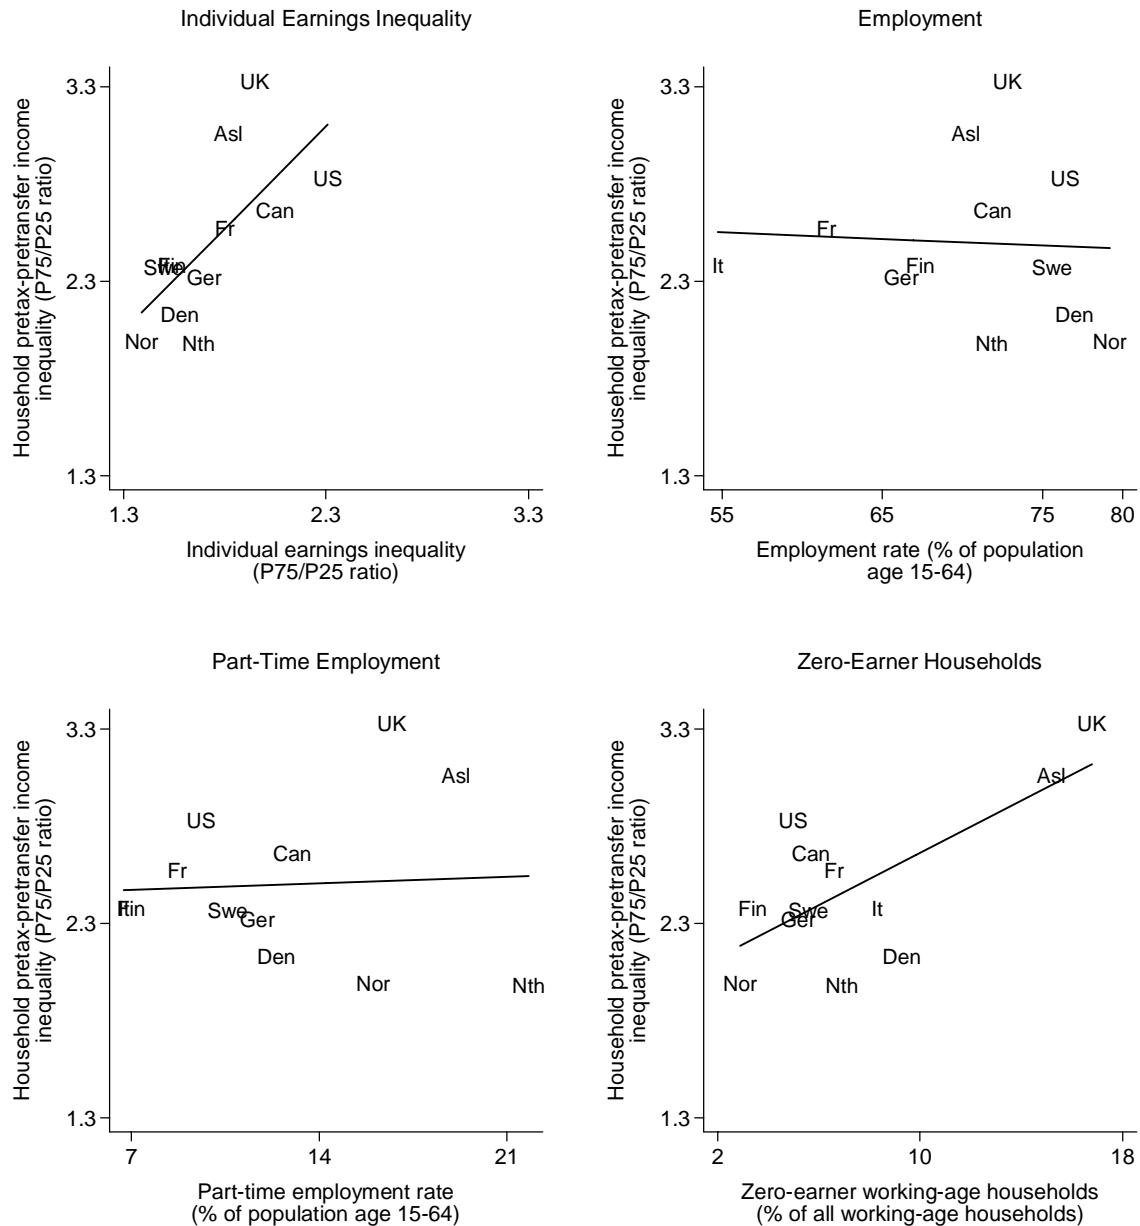 Individual Earnings Inequality
Household pretax-pretransfer income
inequality (P75/P25 ratio)
3.3
2.3
1.3
UK
Asl
US
Can
Fr
Swe
Fin
Ger
Den
Nor
Nth
1.3
2.3
3.3
Individual earnings inequality
(P75/P25 ratio)
Employment
Household pretax-pretransfer income
inequality (P75/P25 ratio)
3.3
2.3
1.3
UK
Asl
US
Can
Fr
It
Fin
Swe
Ger
Den
Nth
Nor
55
65
75
80
Employment rate (% of population
age 15-64)
Part-Time Employment
Household pretax-pretransfer income
inequality (P75/P25 ratio)
3.3
2.3
1.3
UK
Asl
US
Can
Fr
It
Fin
Swe
Ger
Den
Nor
Nth
7
14
21
Part-time employment rate
(% of population age 15-64)
Zero-Earner Households
Household pretax-pretransfer income
inequality (P75/P25 ratio)
3.3
2.3
1.3
UK
Asl
US
Can
Fr
Fin
Swe
It
Ger
Den
Nor
Nth
2
10
18
Zero-earner working-age households
(% of all working-age households)